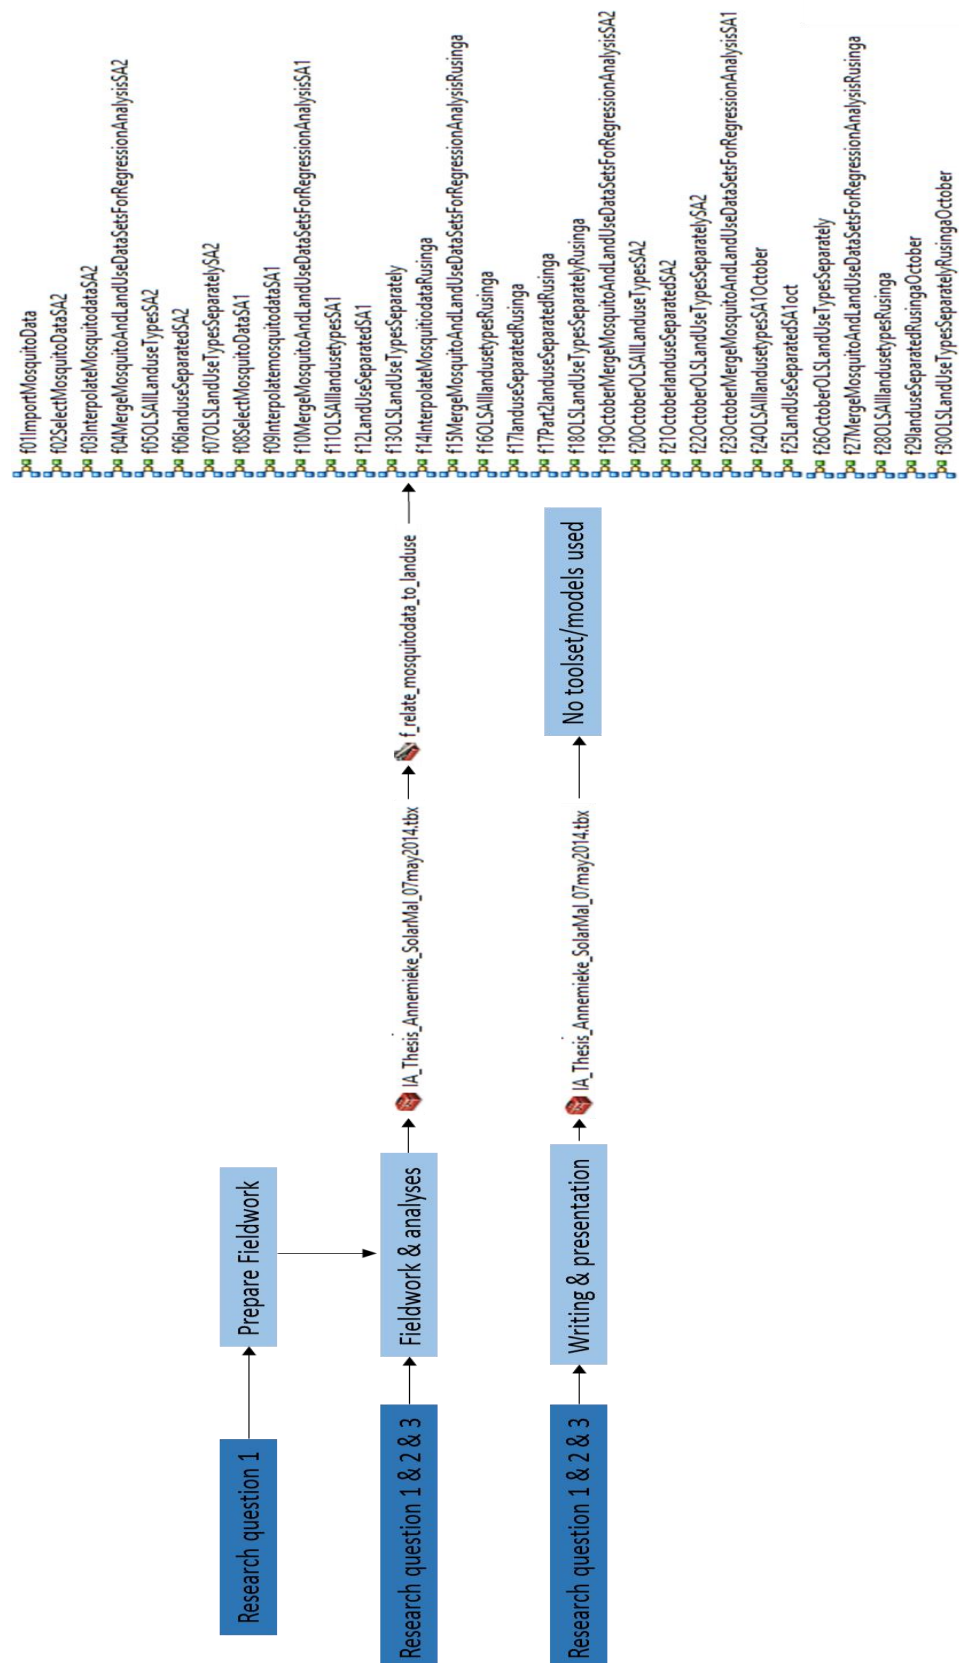 Research question 1
Prepare Fieldwork
Research question 1 & 2 & 3
Fieldwork & analyses
IA_Thesis_Annemieke_SolarMal_07may2014.tbx
f_relate_mosquitodata_to_landuse
f01ImportMosquitoData
f02SelectMosquitoDataSA2
f03InterpolateMosquitodataSA2
f04MergeMosquitoAndLandUseDataSetsForRegressionAnalysisSA2
f05OLSAllLanduseTypesSA2
f06landuseSeparatedSA2
f07OLSLandUseTypesSeparatelySA2
f08SelectMosquitoDataSA1
f09InterpolatemosquitodataSA1
f10MergeMosquitoAndLandUseDataSetsForRegressionAnalysisSA1
f11OLSAlllandusetypesSA1
f12LandUseSeparatedSA1
f13OLSLandUseTypesSeparately
f14InterpolateMosquitiodataRusinga
f15MergeMosquitoAndLandUseDataSetsForRegressionAnalysisRusinga
f16OLSAlllandusetypesRusinga
f17landuseSeparatedRusinga
f17Part2landuseSeparatedRusinga
f18OLSLandUseTypesSeparatelyRusinga
f19OctoberMergeMosquitoAndLandUseDataSetsForRegressionAnalysisSA2
f20OctoberOLSAllLanduseTypesSA2
f21OctoberlanduseSeparatedSA2
f22OctoberOLSLandUseTypesSeparatelySA2
f23OctoberMergeMosquitoAndLandUseDataSetsForRegressionAnalysisSA1
f24OLSAlllandusetypesSA1October
f25LandUseSeparatedSA1oct
f26OctoberOLSLandUseTypesSeparately
f27MergeMosquitoAndLandUseDataSetsForRegressionAnalysisRusinga
f28OLSAlllandusetypesRusinga
f29landuseSeparatedRusingaOctober
f30OLSLandUseTypesSeparatelyRusingaOctober
Research question 1 & 2 & 3
Writing & presentation
IA_Thesis_Annemieke_SolarMal_07may2014.tbx
No toolset/models used